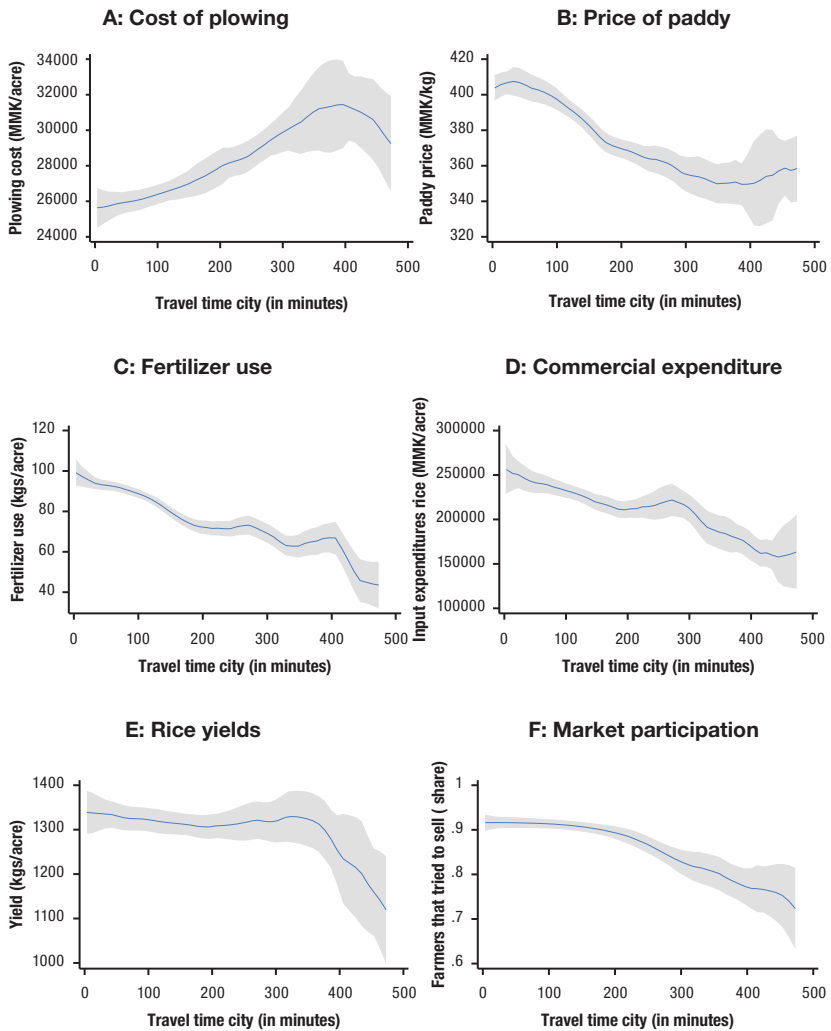 A: Cost of plowing
34000
32000
30000
28000
26000
24000
Plowing cost (MMK/acre)
0 100 200 300 400 500
Travel time city (in minutes)
B: Price of paddy
420
400
380
360
340
320
Paddy price (MMK/kg)
0 100 200 300 400 500
Travel time city (in minutes)
C: Fertilizer use
120
100
80
60
40
Fertilizer use (kgs/acre)
0 100 200 300 400 500
Travel time city (in minutes)
D: Commercial expenditure
300000
250000
200000
150000
100000
Input expenditures rice (MMK/acre)
0 100 200 300 400 500
Travel time city (in minutes)
E: Rice yields
1400
1300
1200
1100
1000
Yield (kgs/acre)
0 100 200 300 400 500
Travel time city (in minutes)
F: Market participation
1
.9
.8
.7
.6
Farmers that tried to sell ( share)
0 100 200 300 400 500
Travel time city (in minutes)